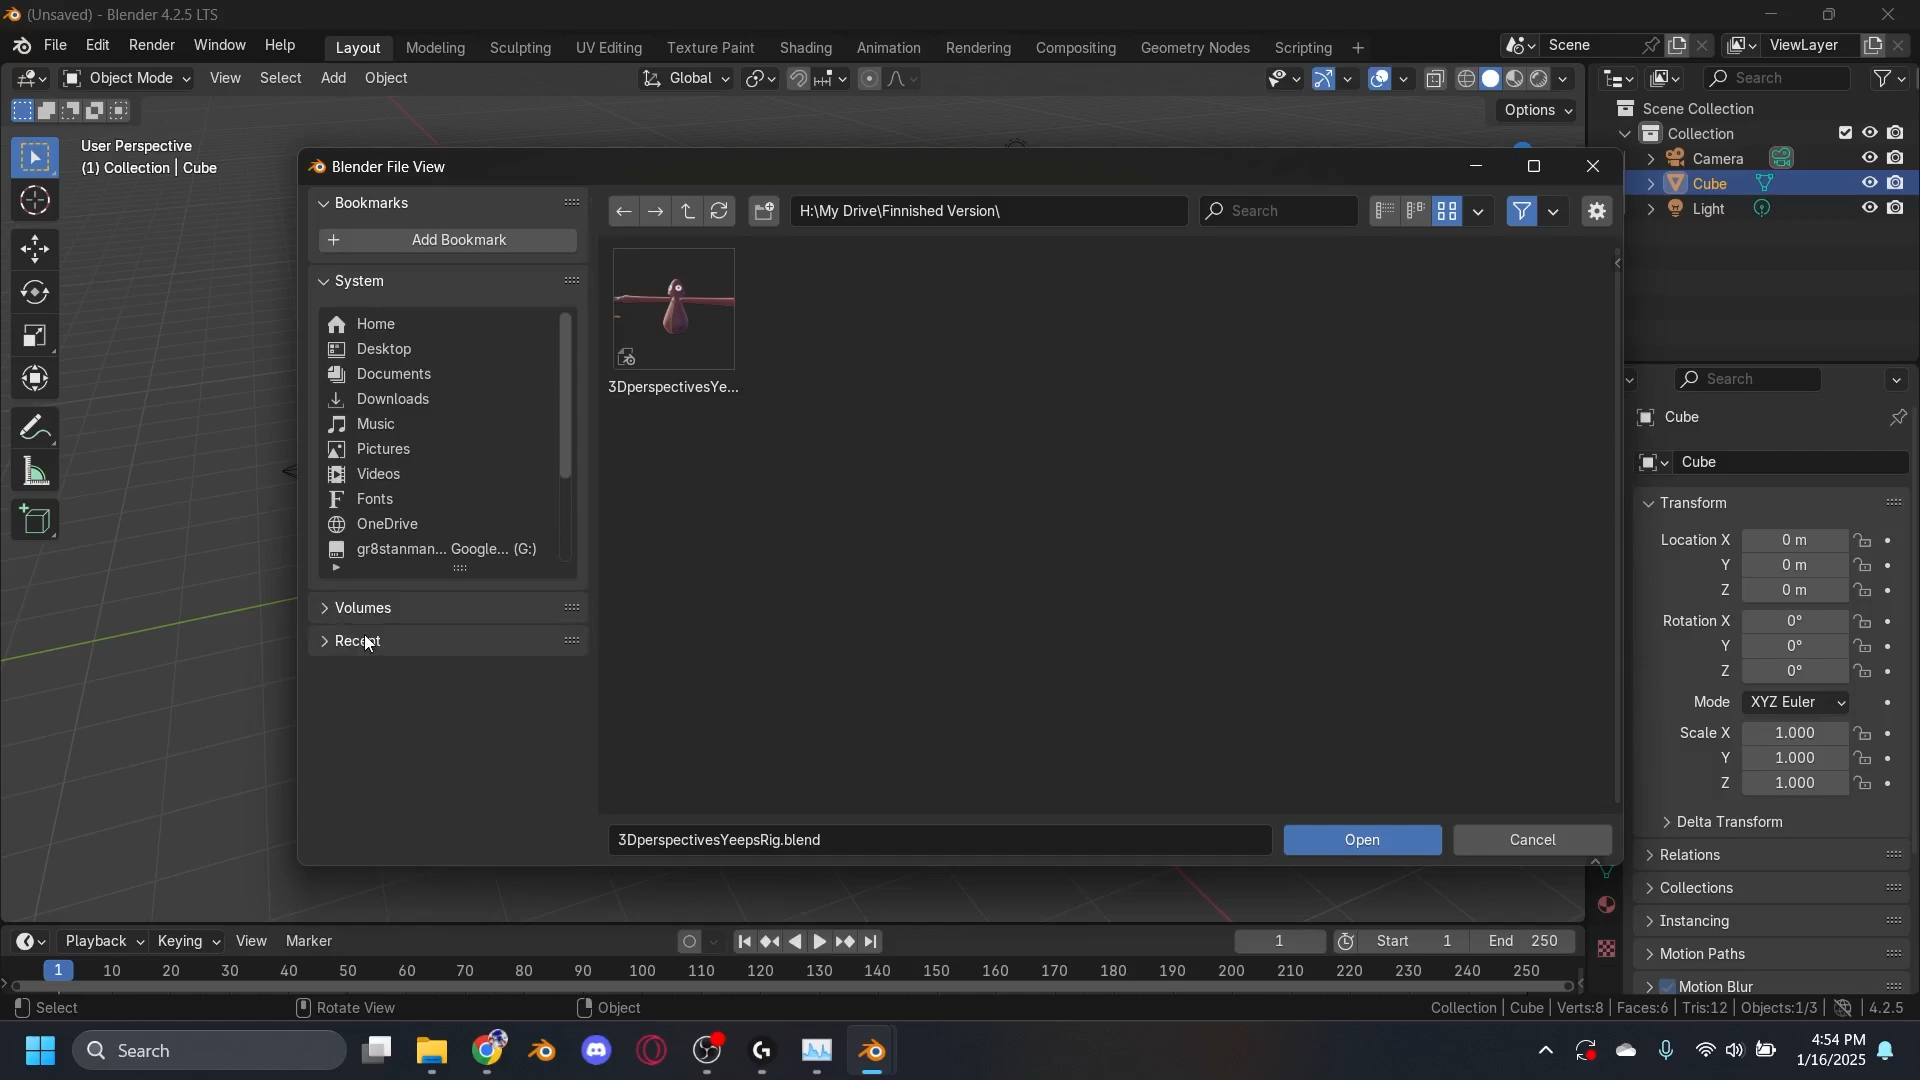 (Unsaved) - Blender 4.2.5 LTS
File Edit Render Window Help Layout Modeling Sculpting UV Editing Texture Paint Shading Animation Rendering Compositing Geometry Nodes Scripting + Scene ViewLayer
Object Mode View Select Add Object Global Search
Options
User Perspective
(1) Collection | Cube
Scene Collection
Collection
Camera
Cube
Light
Blender File View
Bookmarks
Add Bookmark
H:\My Drive\Finnished Version\
Search
System
Home
Desktop
Documents
Downloads
Music
Pictures
Videos
Fonts
OneDrive
gr8stanman... Google... (G:)
Volumes
Recent
3DperspectivesYe...
3DperspectivesYeepsRig.blend
Open
Cancel
Search
Cube
Cube
Transform
Location X 0 m
Y 0 m
Z 0 m
Rotation X 0°
Y 0°
Z 0°
Mode XYZ Euler
Scale X 1.000
Y 1.000
Z 1.000
Delta Transform
Relations
Collections
Instancing
Motion Paths
Motion Blur
Playback Keying View Marker 1 Start 1 End 250
1 10 20 30 40 50 60 70 80 90 100 110 120 130 140 150 160 170 180 190 200 210 220 230 240 250
Select Rotate View Object Collection | Cube | Verts:8 | Faces:6 | Tris:12 | Objects:1/3 | 4.2.5
Search
4:54 PM
1/16/2025